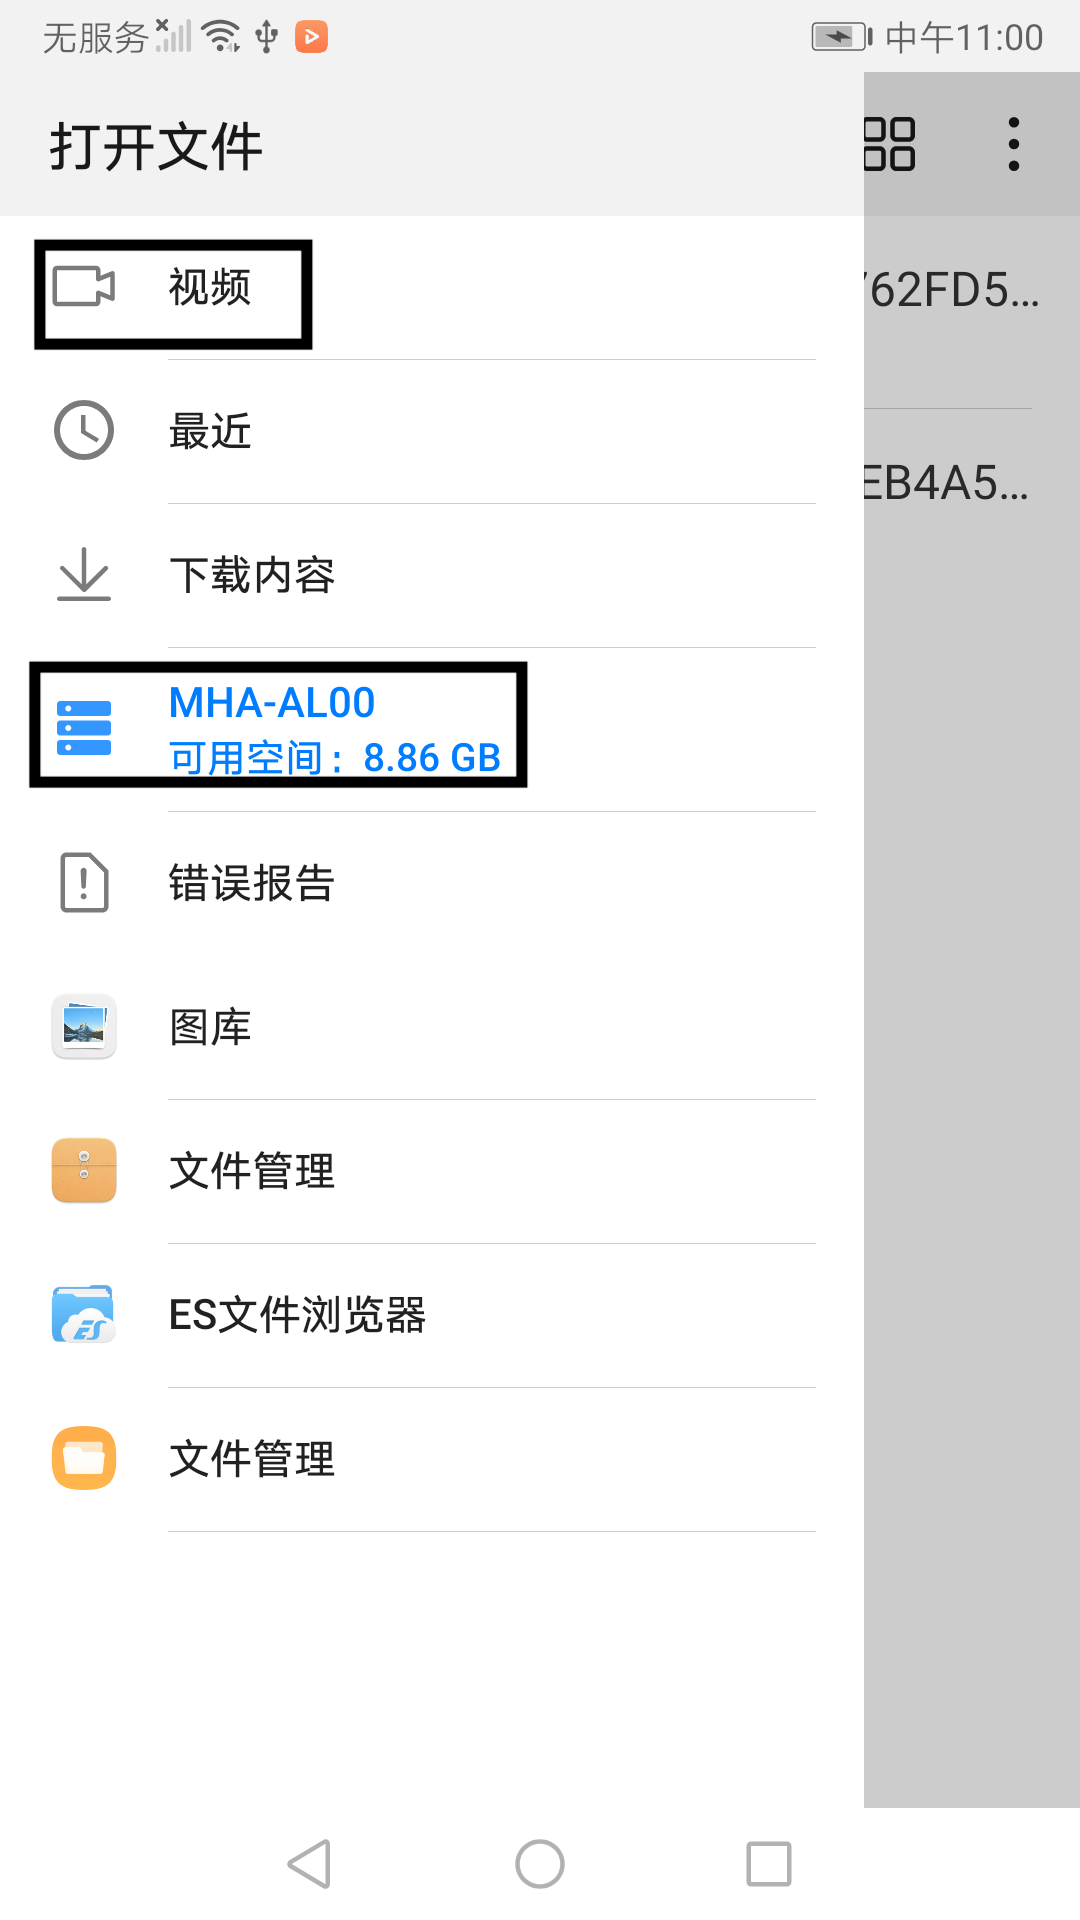 无服务 中午11:00
打开文件
视频
762FD5...
最近
EB4A5...
下载内容
MHA-AL00
可用空间：8.86 GB
错误报告
图库
文件管理
ES文件浏览器
文件管理